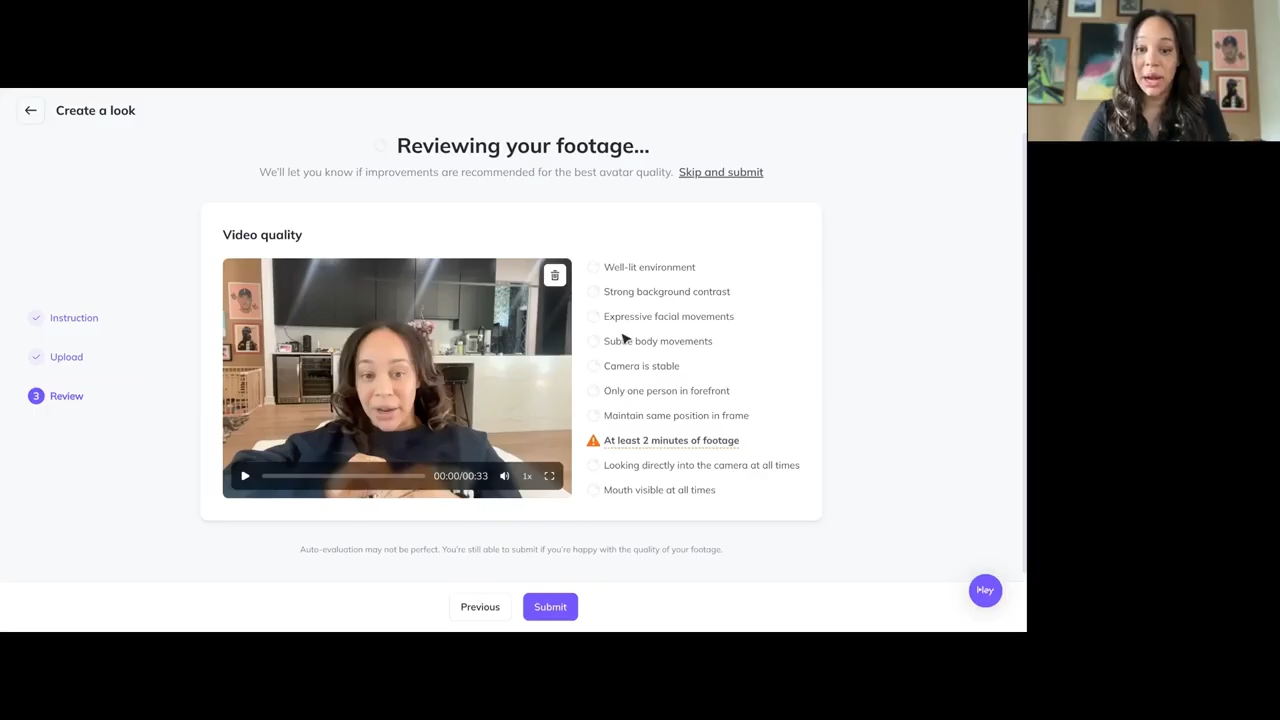 Create a look
Reviewing your footage...
We'll let you know if improvements are recommended for the best avatar quality. Skip and submit
Instruction
Upload
3 Review
Video quality
00:00/00:33
1x
Well-lit environment
Strong background contrast
Expressive facial movements
Subtle body movements
Camera is stable
Only one person in forefront
Maintain same position in frame
At least 2 minutes of footage
Looking directly into the camera at all times
Mouth visible at all times
Auto-evaluation may not be perfect. You're still able to submit if you're happy with the quality of your footage.
Previous
Submit
Hey